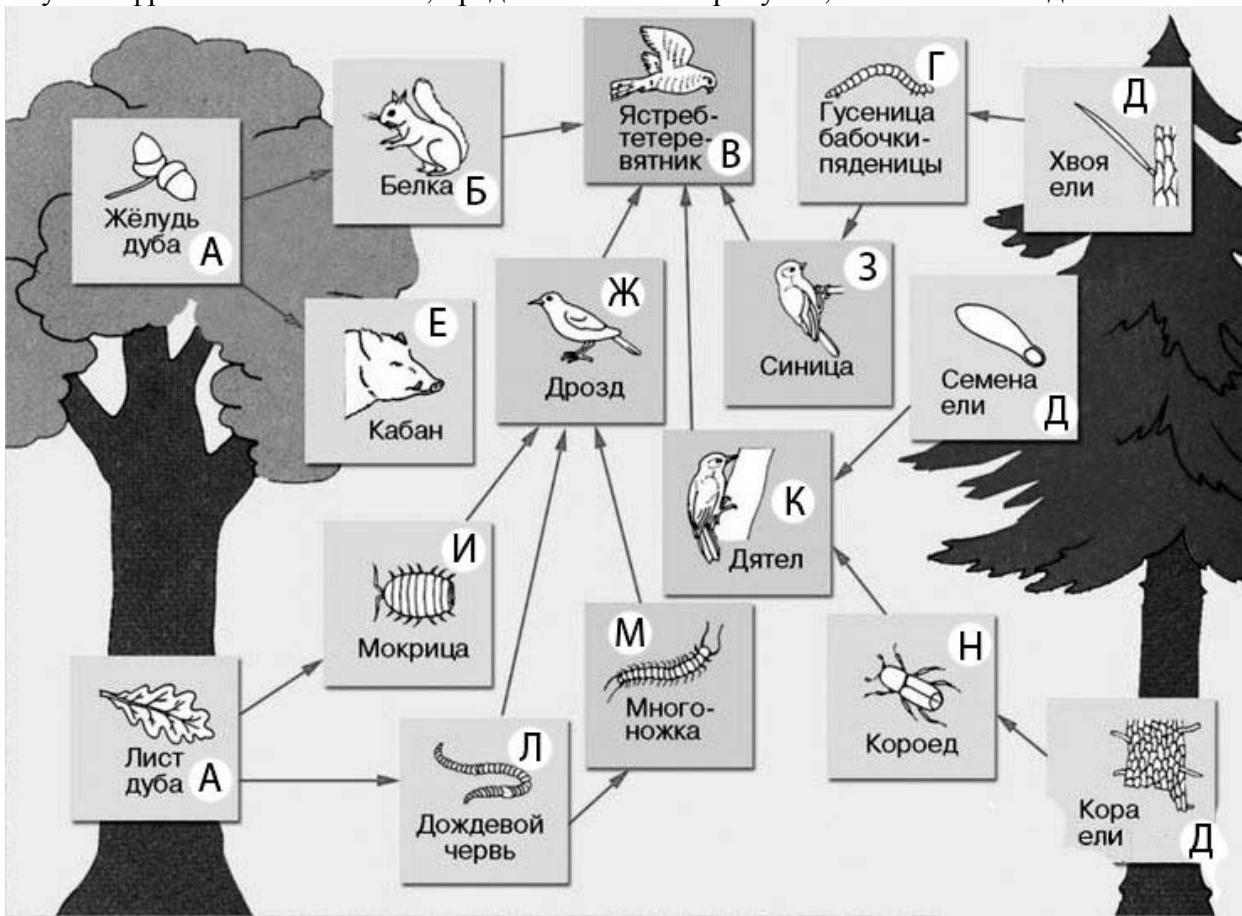 Жёлудь
дуба
А
Белка
Б
Ястреб-
тетере-
вятник
В
Г
Гусеница
бабочки-
пяденицы
Д
Хвоя
ели
Е
Кабан
Ж
Дрозд
З
Синица
Семена
ели
Д
К
Дятел
И
Мокрица
М
Много-
ножка
Н
Короед
Лист
дуба
А
Л
Дождевой
червь
Кора
ели
Д